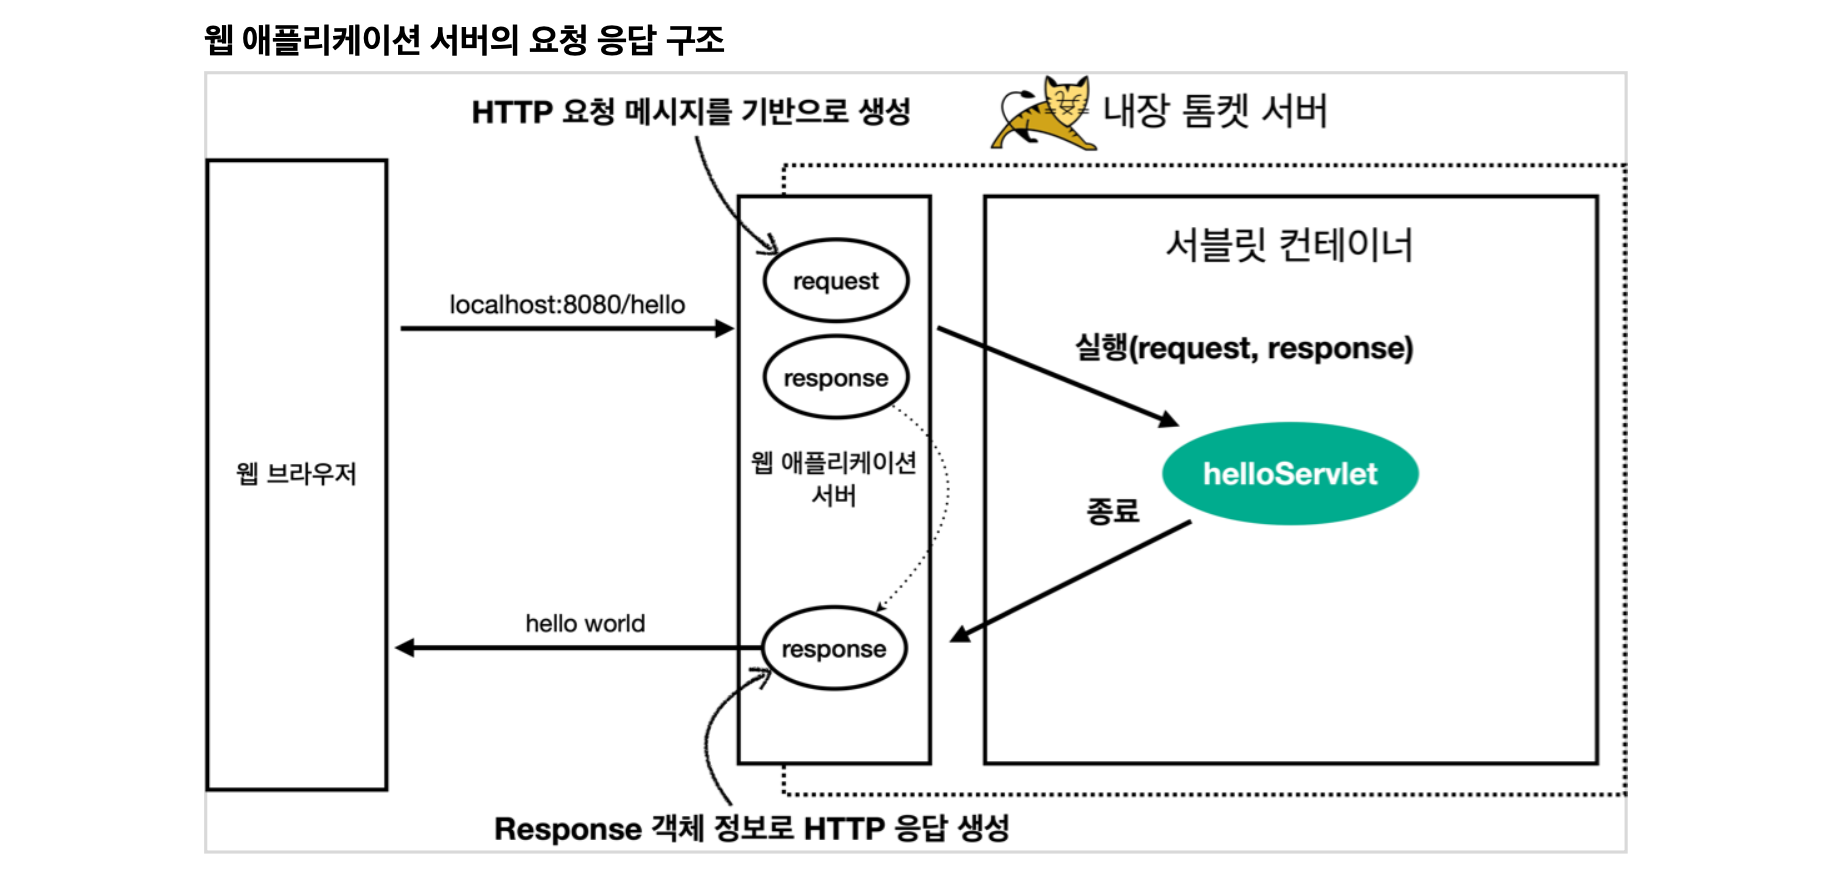 웹 애플리케이션 서버의 요청 응답 구조
HTTP 요청 메시지를 기반으로 생성
내장 톰켓 서버
서블릿 컨테이너
request
localhost:8080/hello
실행(request, response)
response
웹 브라우저
웹 애플리케이션
서버
helloServlet
종료
hello world
response
Response 객체 정보로 HTTP 응답 생성